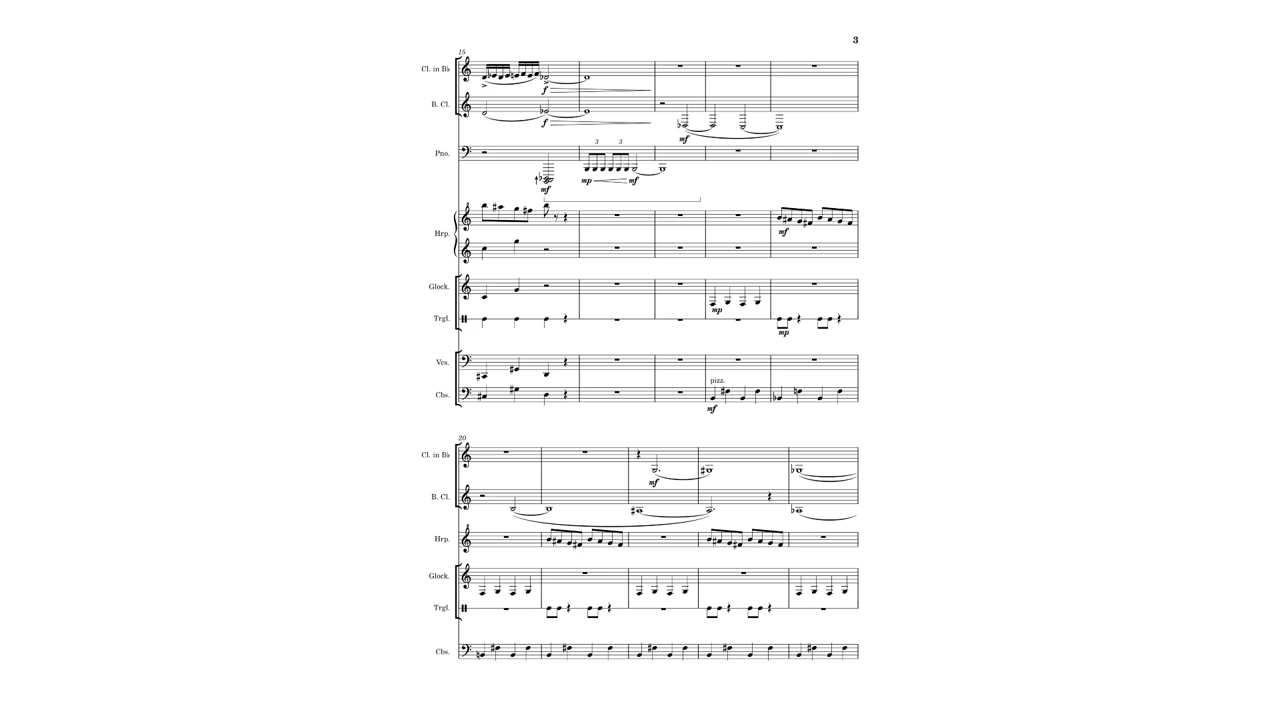 3
15
Cl. in B♭
f
B. Cl.
f
mf
Pno.
3 3
mf mp mf
Hrp.
mf
Glock.
mp
Trgl.
mp
Vcs.
pizz.
Cbs.
mf
20
Cl. in B♭
mf
B. Cl.
Hrp.
Glock.
Trgl.
Cbs.